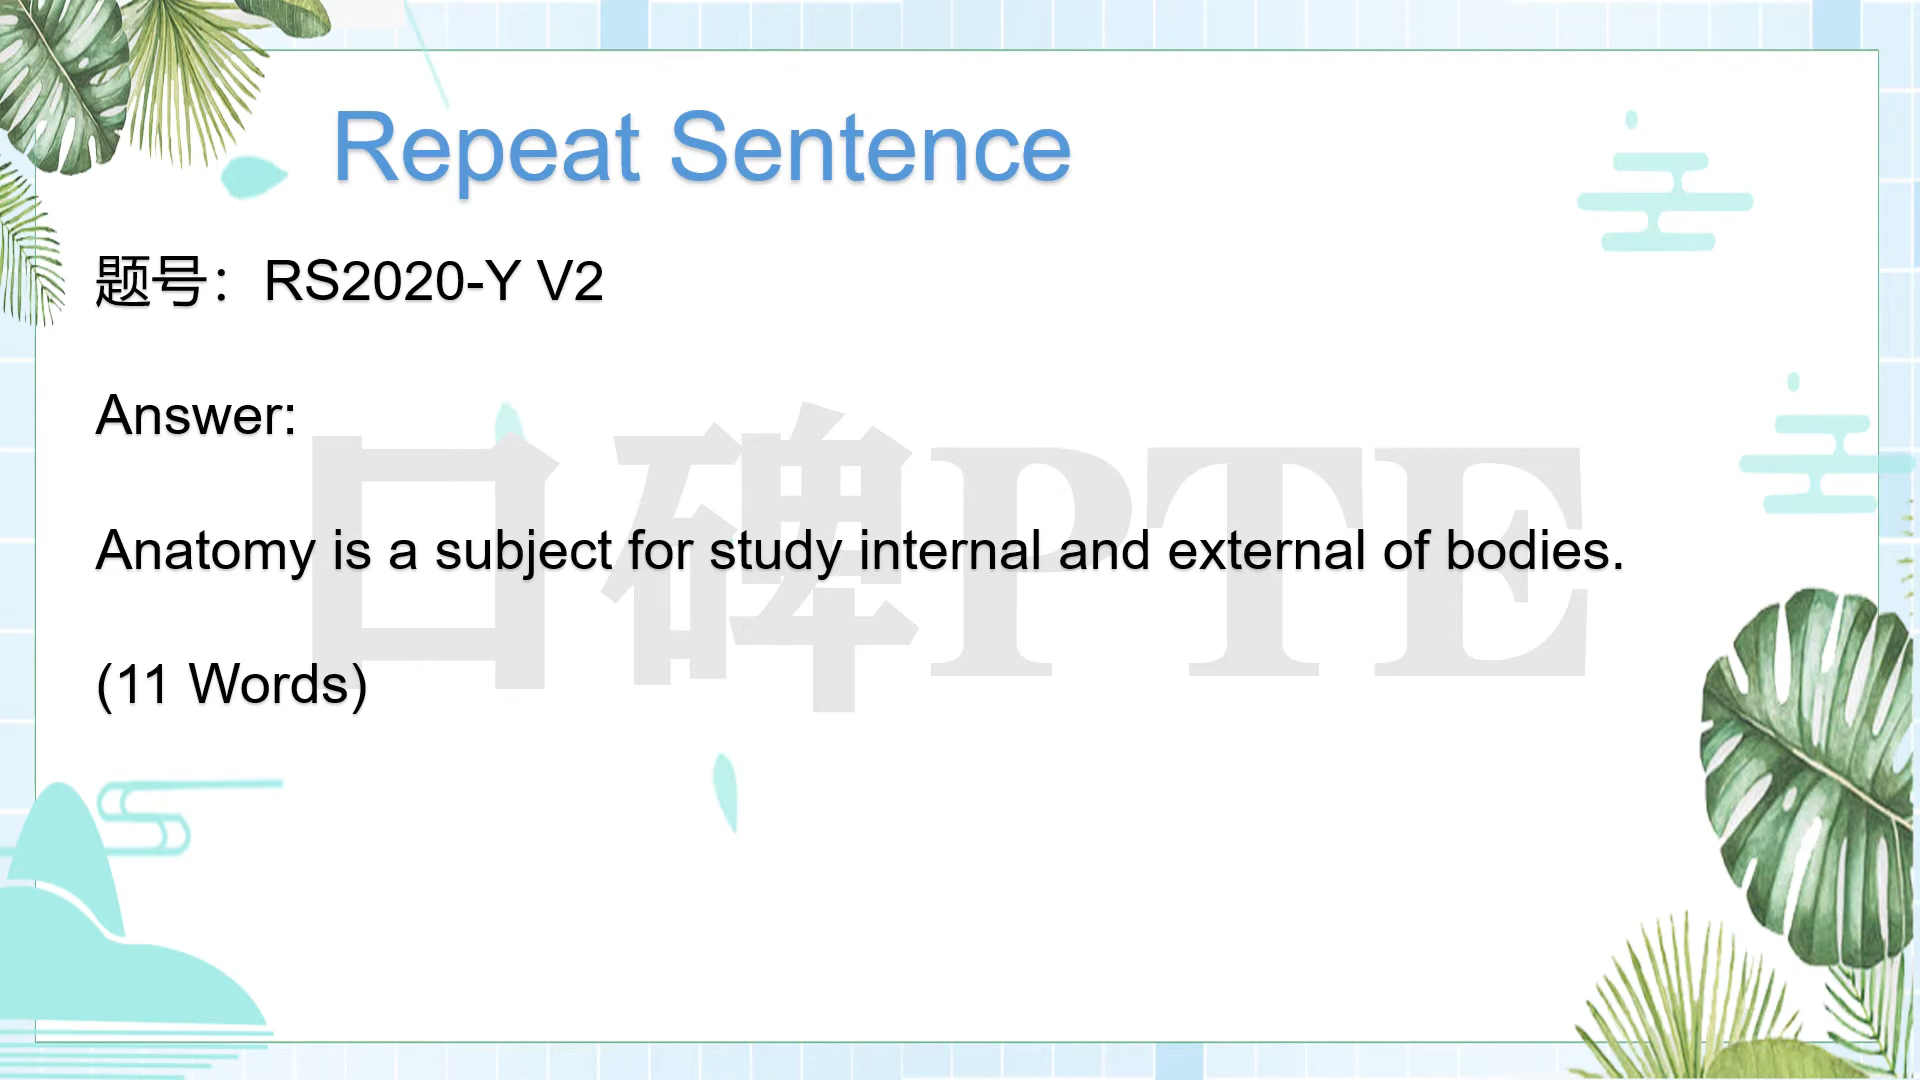 Repeat Sentence
题号：RS2020-Y V2
Answer:
口碑PTE
Anatomy is a subject for study internal and external of bodies.
(11 Words)